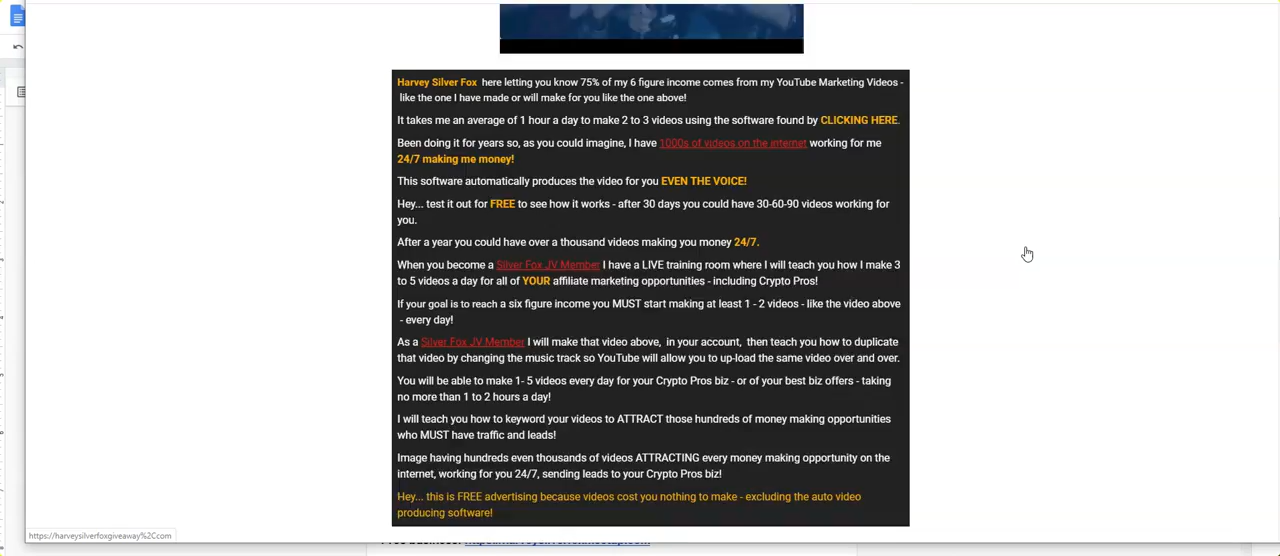 Harvey Silver Fox here letting you know 75% of my 6 figure income comes from my YouTube Marketing Videos -
like the one I have made or will make for you like the one above!
It takes me an average of 1 hour a day to make 2 to 3 videos using the software found by CLICKING HERE.
Been doing it for years so, as you could imagine, I have 1000s of videos on the internet working for me
24/7 making me money!
This software automatically produces the video for you EVEN THE VOICE!
Hey... test it out for FREE to see how it works - after 30 days you could have 30-60-90 videos working for
you.
After a year you could have over a thousand videos making you money 24/7.
When you become a Silver Fox JV Member I have a LIVE training room where I will teach you how I make 3
to 5 videos a day for all of YOUR affiliate marketing opportunities - including Crypto Pros!
If your goal is to reach a six figure income you MUST start making at least 1 - 2 videos - like the video above
- every day!
As a Silver Fox JV Member I will make that video above, in your account, then teach you how to duplicate
that video by changing the music track so YouTube will allow you to up-load the same video over and over.
You will be able to make 1- 5 videos every day for your Crypto Pros biz - or of your best biz offers - taking
no more than 1 to 2 hours a day!
I will teach you how to keyword your videos to ATTRACT those hundreds of money making opportunities
who MUST have traffic and leads!
Image having hundreds even thousands of videos ATTRACTING every money making opportunity on the
internet, working for you 24/7, sending leads to your Crypto Pros biz!
Hey... this is FREE advertising because videos cost you nothing to make - excluding the auto video
producing software!
https://harveysilverfoxgiveaway%2Ccom